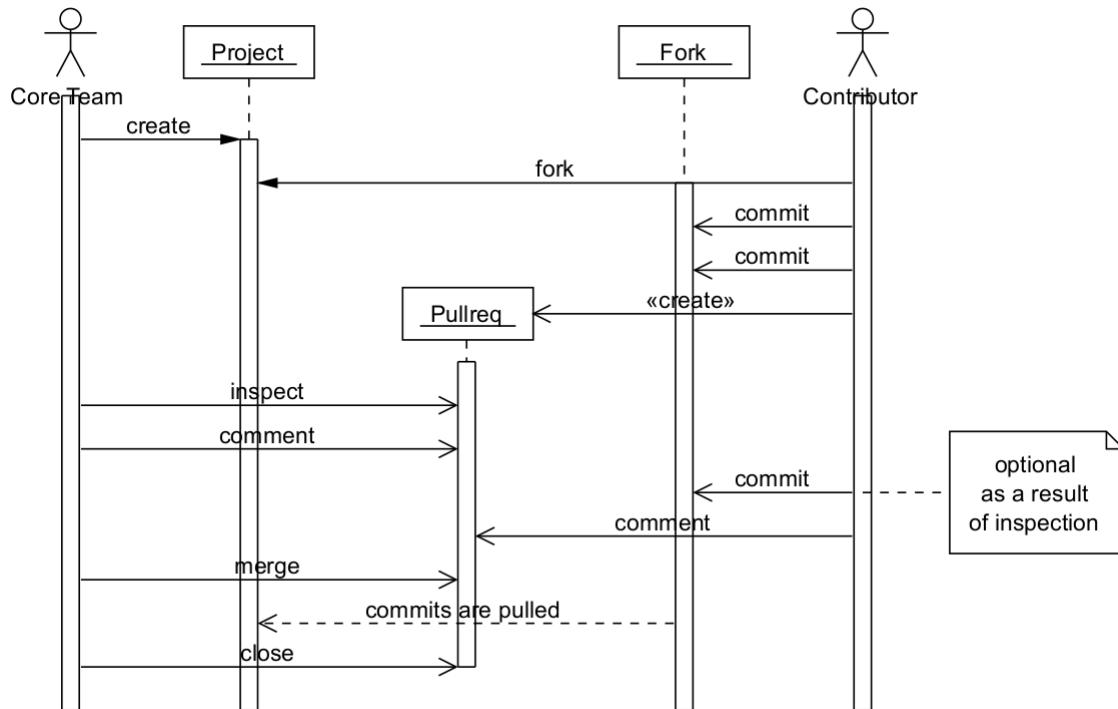 Project
Fork
Core Team
Contributor
create
fork
commit
commit
«create»
Pullreq
inspect
comment
optional
as a result
of inspection
commit
comment
merge
commits are pulled
close